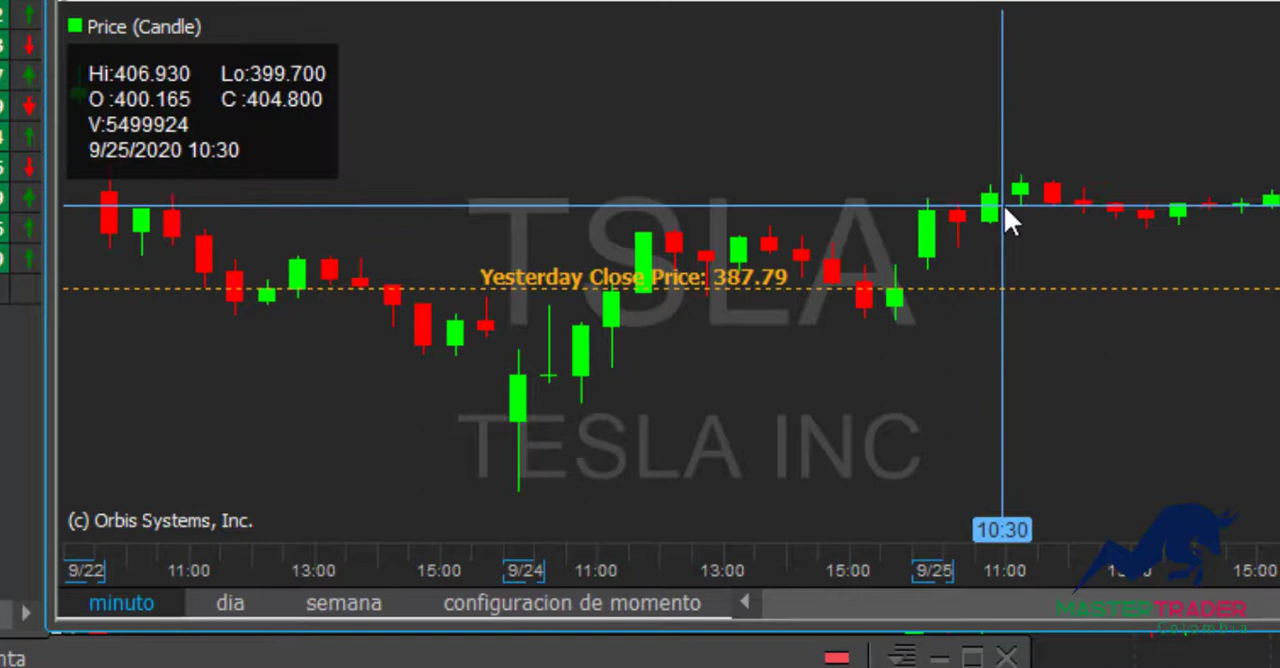 Price (Candle)
Hi:406.930 Lo:399.700
O :400.165 C :404.800
V:5499924
9/25/2020 10:30
TSLA
Yesterday Close Price: 387.79
TESLA INC
(c) Orbis Systems, Inc.
10:30
9/22 11:00 13:00 15:00 9/24 11:00 13:00 15:00 9/25 11:00 15:00
minuto dia semana configuracion de momento
MASTERTRADER
Colombia
nta